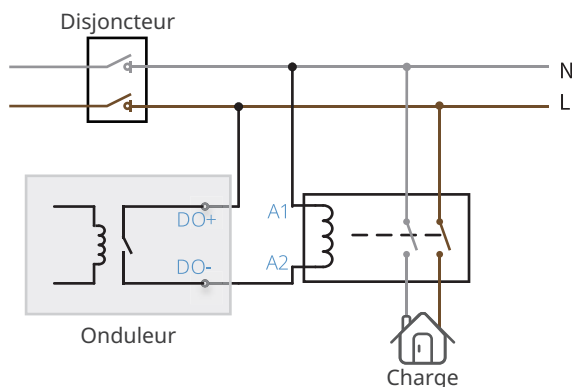 Disjoncteur
N
L
DO+
A1
DO-
A2
Onduleur
Charge